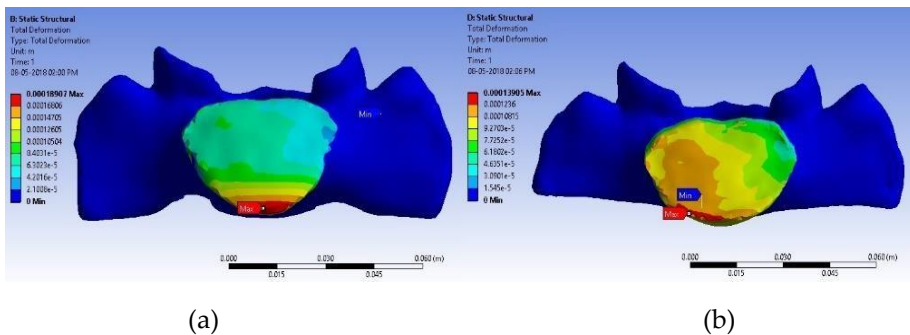 B: Static Structural
Total Deformation
Type: Total Deformation
Unit: m
Time: 1
08-05-2018 02:00 PM
0.00018907 Max
0.00016806
0.00014705
0.00012605
0.00010504
8.4031e-5
6.3023e-5
4.2016e-5
2.1008e-5
0 Min
Min
Max
0.000
0.030
0.060 (m)
0.015
0.045
D: Static Structural
Total Deformation
Type: Total Deformation
Unit: m
Time: 1
08-05-2018 02:06 PM
0.00013905 Max
0.0001236
0.00010815
9.2703e-5
7.7252e-5
6.1802e-5
4.6351e-5
3.0901e-5
1.545e-5
0 Min
Min
Max
0.000
0.030
0.060 (m)
0.015
0.045
(a)
(b)